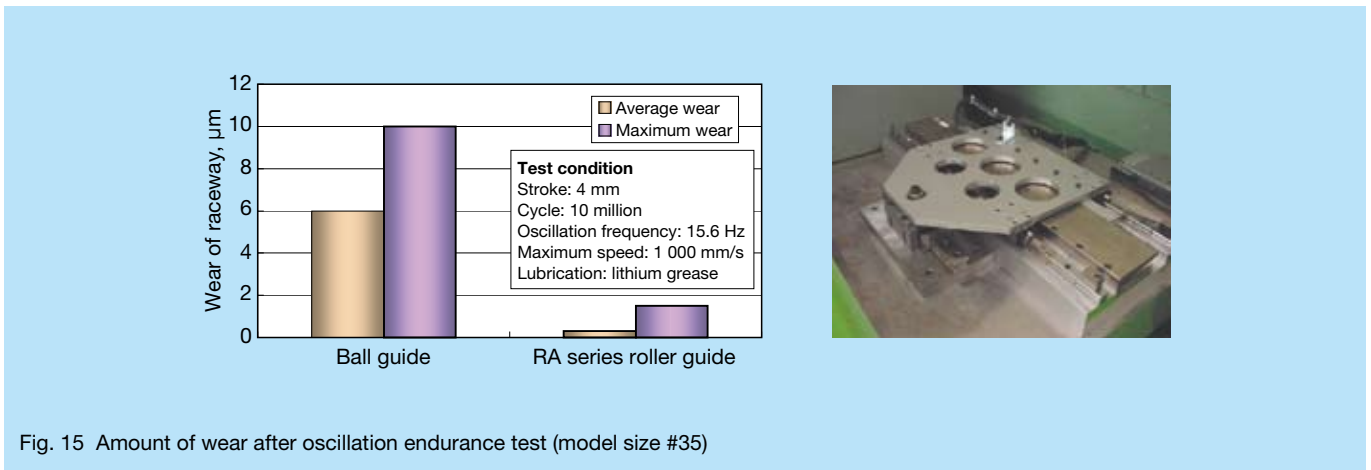 12
10
8
6
4
2
0
Wear of raceway, µm
Average wear
Maximum wear
Test condition
Stroke: 4 mm
Cycle: 10 million
Oscillation frequency: 15.6 Hz
Maximum speed: 1 000 mm/s
Lubrication: lithium grease
Ball guide
RA series roller guide
Fig. 15 Amount of wear after oscillation endurance test (model size #35)